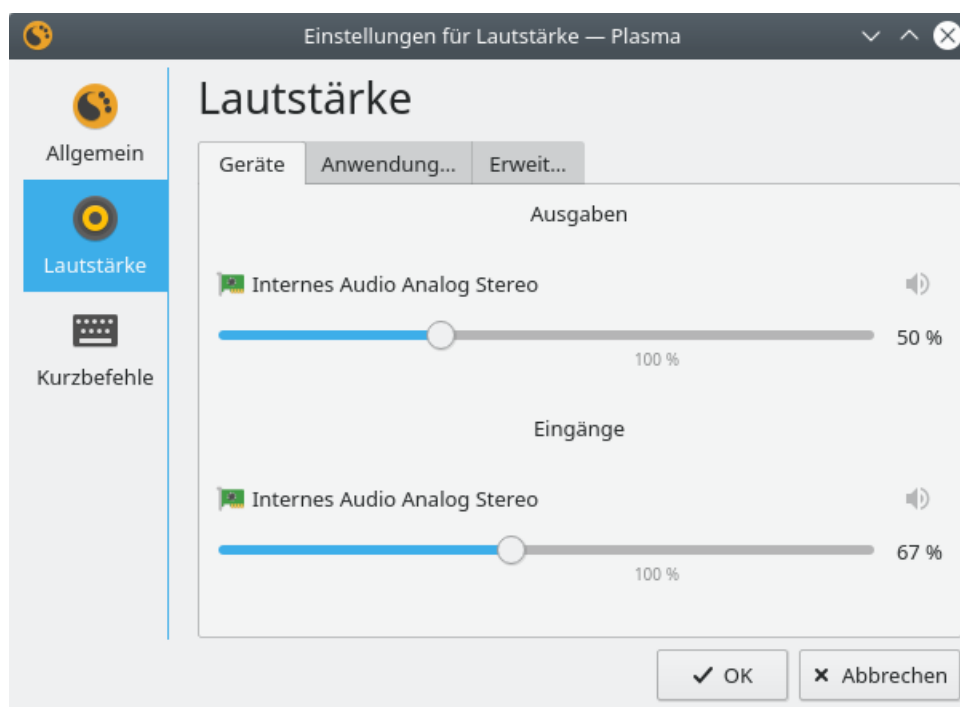 Einstellungen für Lautstärke — Plasma
Allgemein
Lautstärke
Kurzbefehle
Lautstärke
Geräte
Anwendung...
Erweit...
Ausgaben
Internes Audio Analog Stereo
50 %
100 %
Eingänge
Internes Audio Analog Stereo
67 %
100 %
OK
Abbrechen